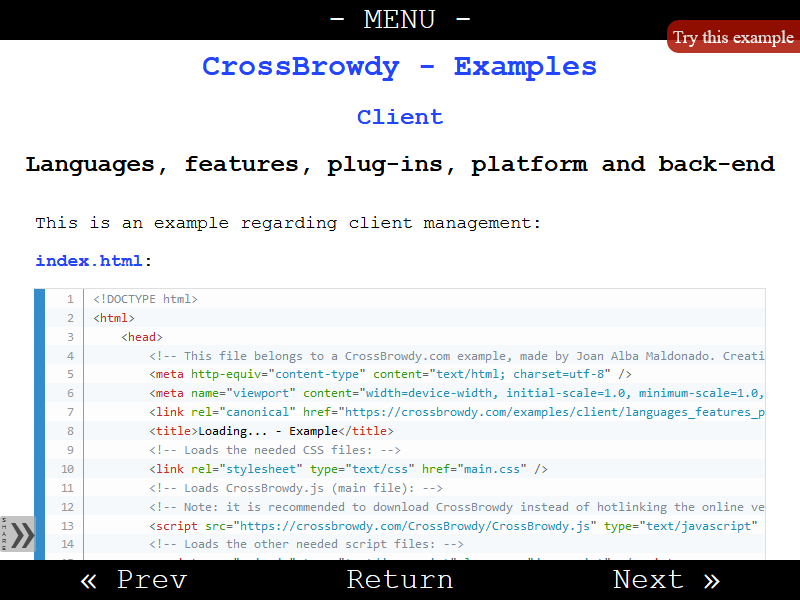 - MENU -
Try this example
CrossBrowdy - Examples
Client
Languages, features, plug-ins, platform and back-end
This is an example regarding client management:
index.html:
1 <!DOCTYPE html>
2 <html>
3 <head>
4 <!-- This file belongs to a CrossBrowdy.com example, made by Joan Alba Maldonado. Creati
5 <meta http-equiv="content-type" content="text/html; charset=utf-8" />
6 <meta name="viewport" content="width=device-width, initial-scale=1.0, minimum-scale=1.0,
7 <link rel="canonical" href="https://crossbrowdy.com/examples/client/languages_features_p
8 <title>Loading... - Example</title>
9 <!-- Loads the needed CSS files: -->
10 <link rel="stylesheet" type="text/css" href="main.css" />
11 <!-- Loads CrossBrowdy.js (main file): -->
12 <!-- Note: it is recommended to download CrossBrowdy instead of hotlinking the online ve
13 <script src="https://crossbrowdy.com/CrossBrowdy/CrossBrowdy.js" type="text/javascript"
14 <!-- Loads the other needed script files: -->
SHARE »
« Prev Return Next »